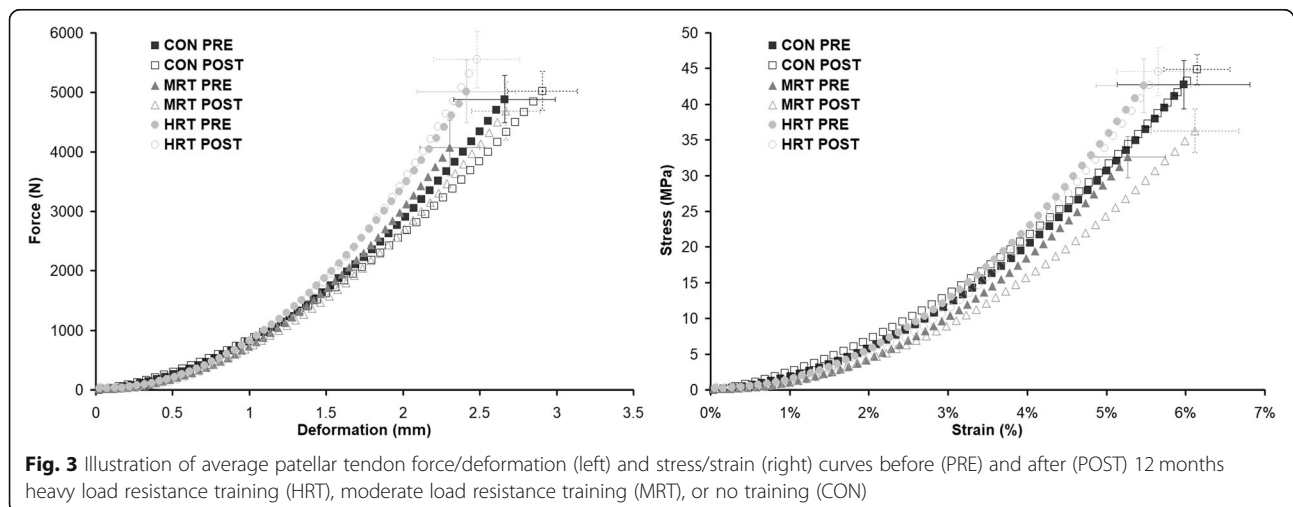 6000
5000
4000
3000
2000
1000
0
Force (N)
CON PRE
CON POST
MRT PRE
MRT POST
HRT PRE
HRT POST
0 0.5 1 1.5 2 2.5 3 3.5
Deformation (mm)
50
45
40
35
30
25
20
15
10
5
0
Stress (MPa)
CON PRE
CON POST
MRT PRE
MRT POST
HRT PRE
HRT POST
0% 1% 2% 3% 4% 5% 6% 7%
Strain (%)
Fig. 3 Illustration of average patellar tendon force/deformation (left) and stress/strain (right) curves before (PRE) and after (POST) 12 months
heavy load resistance training (HRT), moderate load resistance training (MRT), or no training (CON)